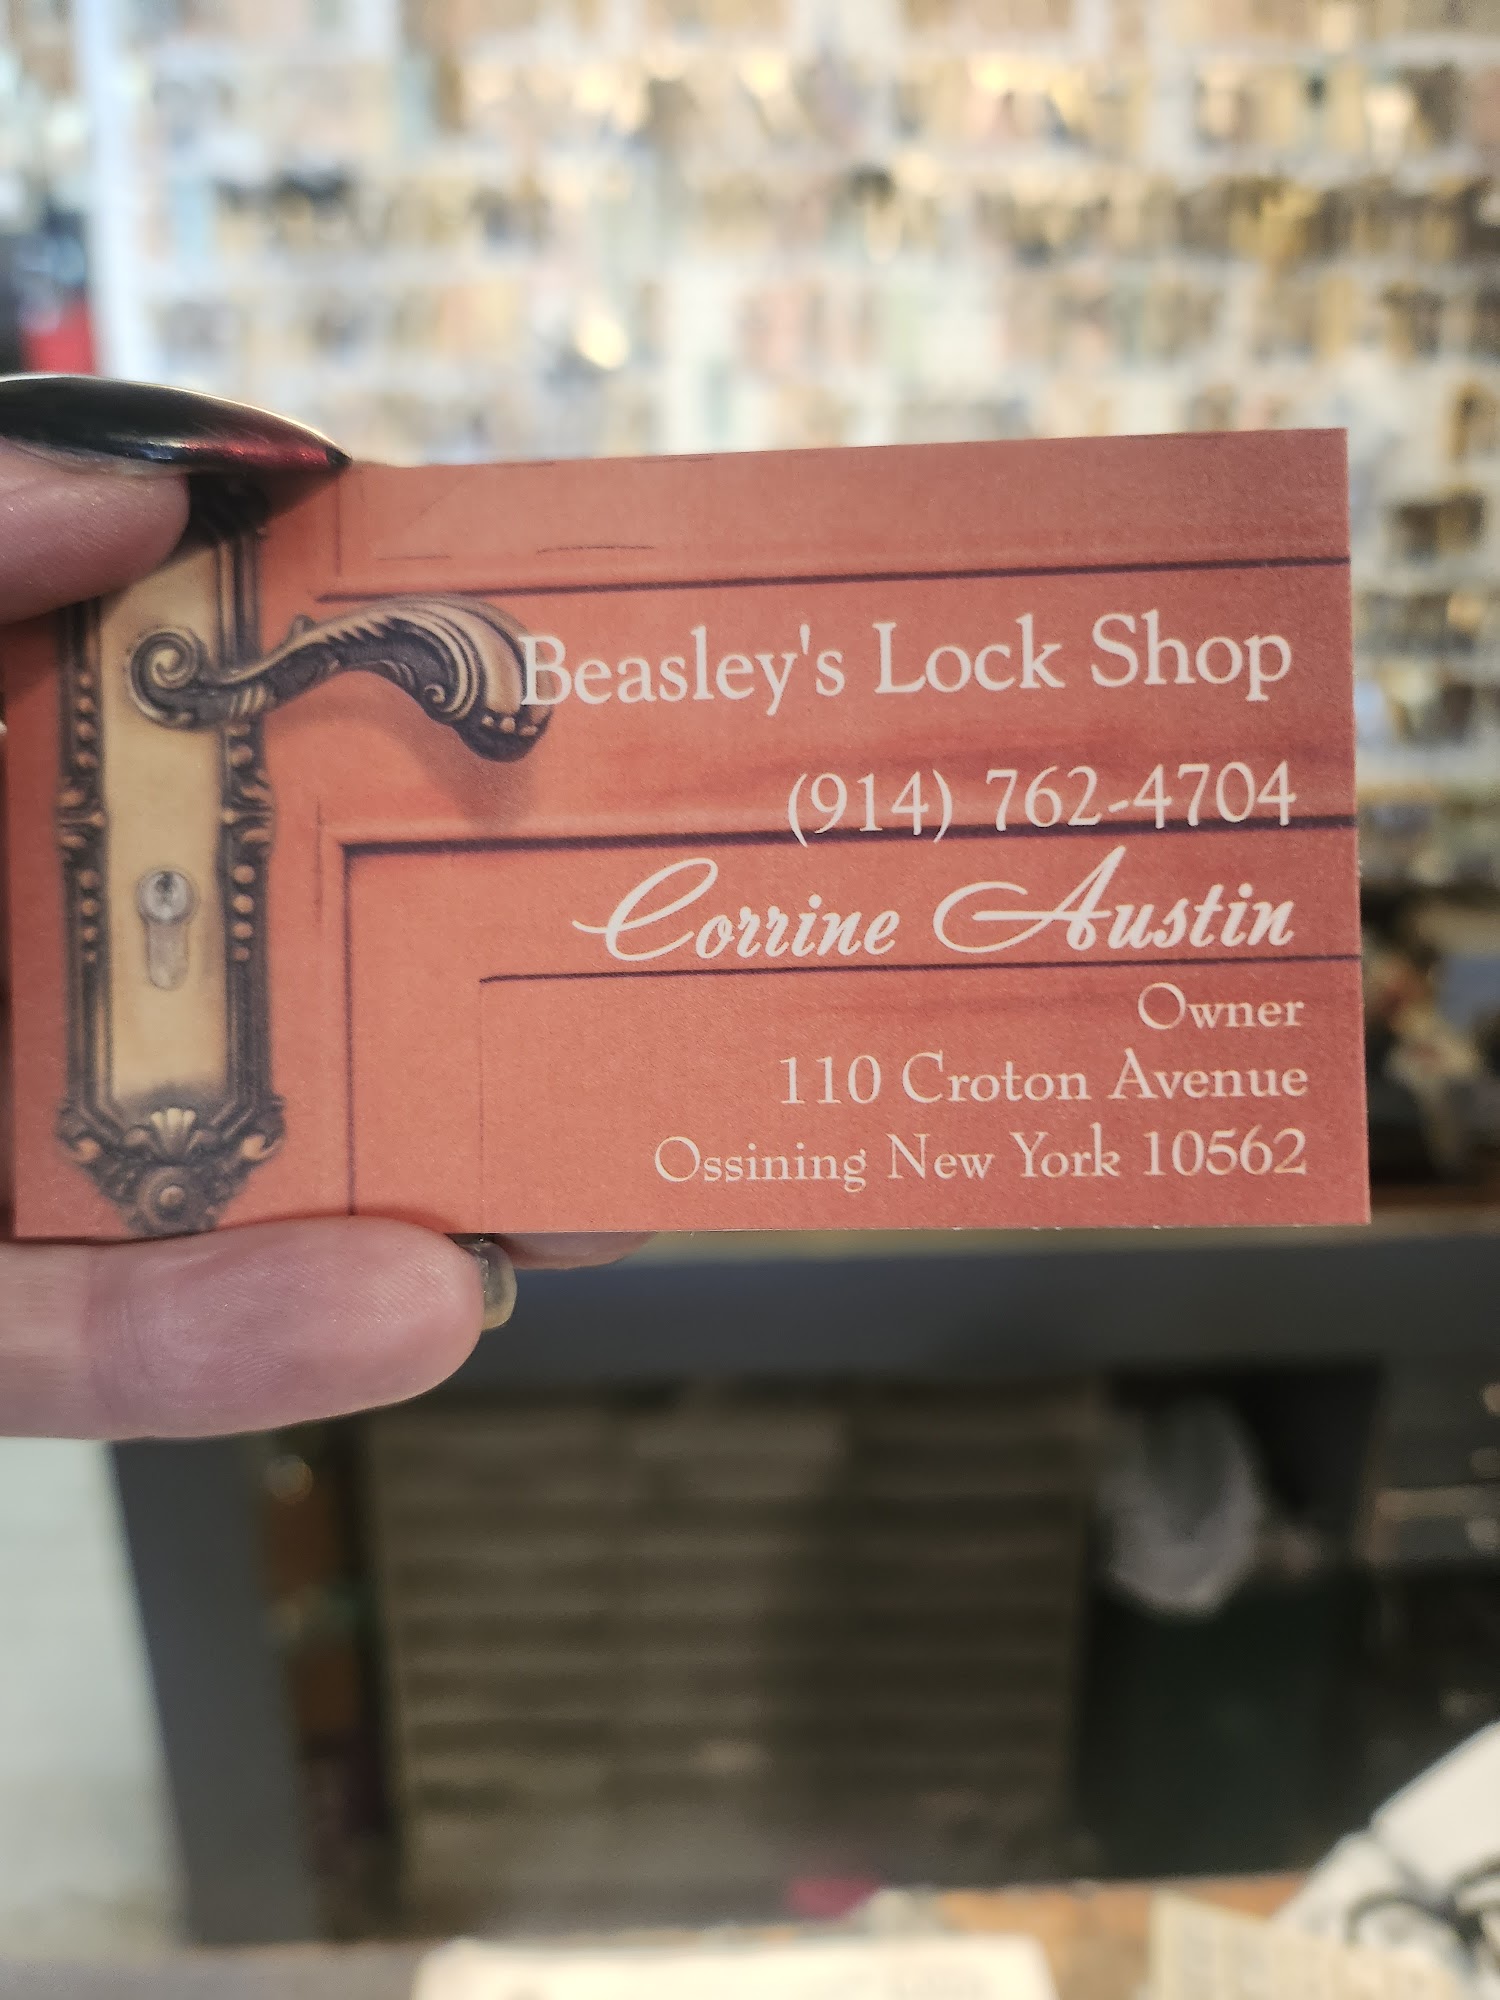 Beasley's Lock Shop
(914) 762-4704
Corrine Austin
Owner
110 Croton Avenue
Ossining New York 10562